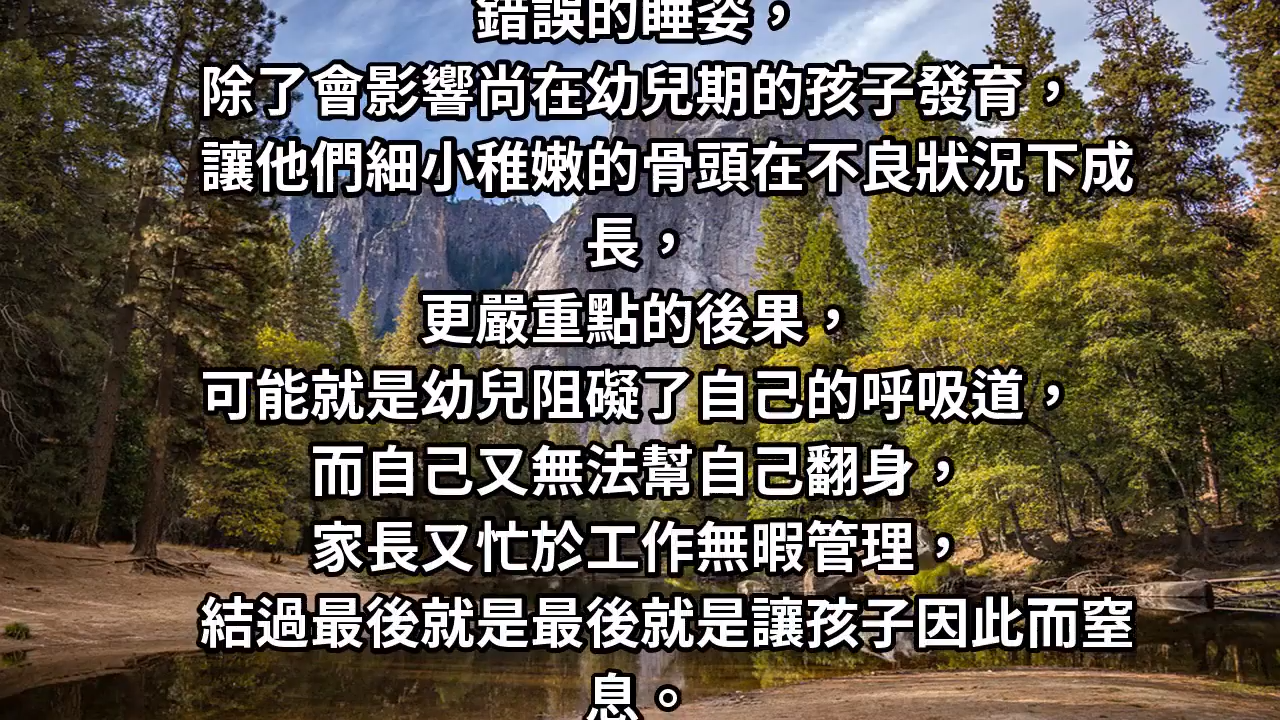 錯誤的睡姿，
除了會影響尚在幼兒期的孩子發育，
讓他們細小稚嫩的骨頭在不良狀況下成
長，
更嚴重點的後果，
可能就是幼兒阻礙了自己的呼吸道，
而自己又無法幫自己翻身，
家長又忙於工作無暇管理，
結過最後就是最後就是讓孩子因此而窒
息。